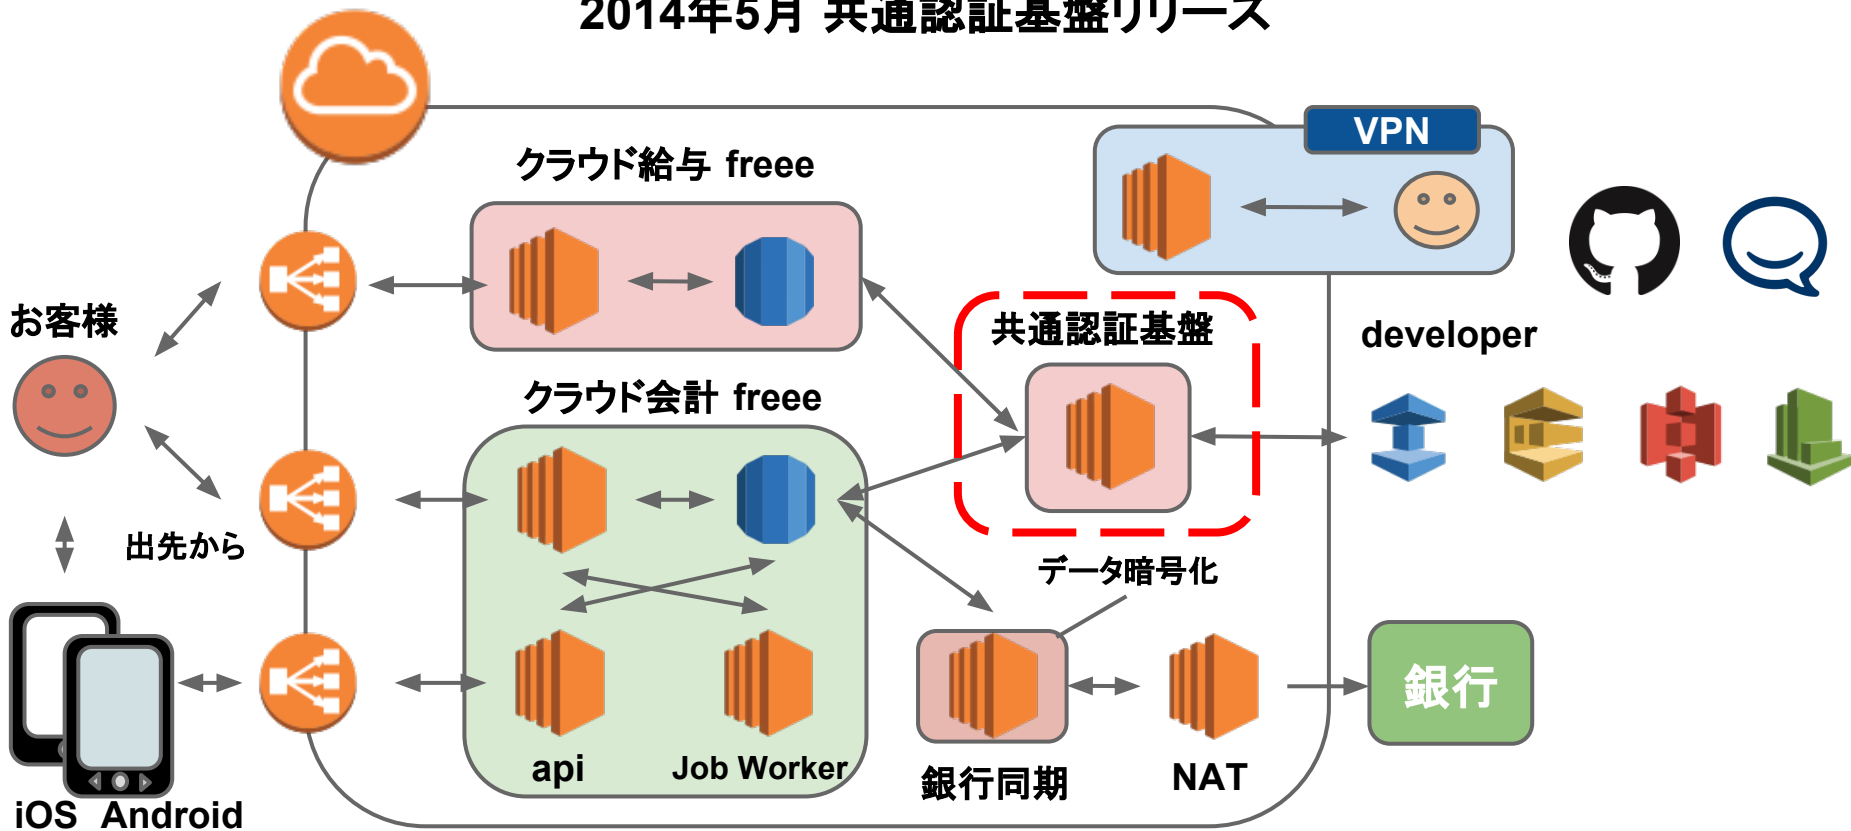 2014年5月 共通認証基盤リリース
VPN
クラウド給与 freee
お客様
共通認証基盤
developer
クラウド会計 freee
出先から
データ暗号化
銀行
api
Job Worker
銀行同期
NAT
iOS Android